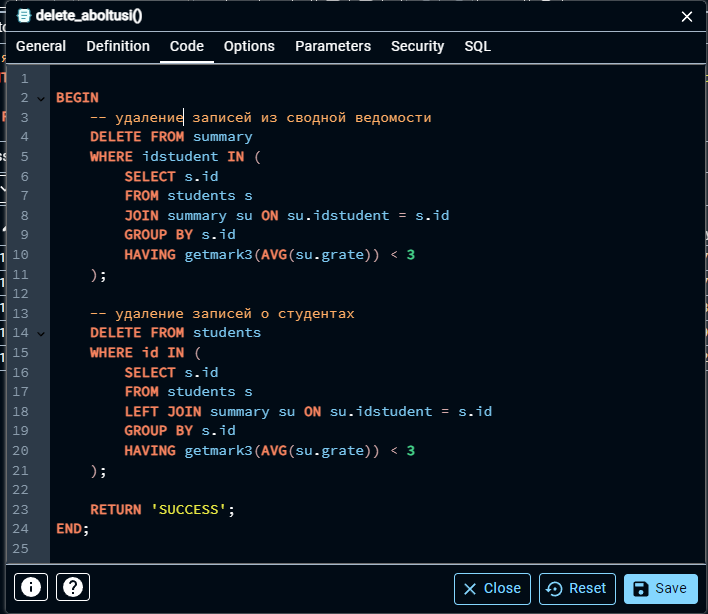 delete_aboltusi()
General Definition Code Options Parameters Security SQL
1
2 BEGIN
3 -- удаление записей из сводной ведомости
4 DELETE FROM summary
5 WHERE idstudent IN (
6 SELECT s.id
7 FROM students s
8 JOIN summary su ON su.idstudent = s.id
9 GROUP BY s.id
10 HAVING getmark3(AVG(su.grate)) < 3
11 );
12
13 -- удаление записей о студентах
14 DELETE FROM students
15 WHERE id IN (
16 SELECT s.id
17 FROM students s
18 LEFT JOIN summary su ON su.idstudent = s.id
19 GROUP BY s.id
20 HAVING getmark3(AVG(su.grate)) < 3
21 );
22
23 RETURN 'SUCCESS';
24 END;
25
Close Reset Save